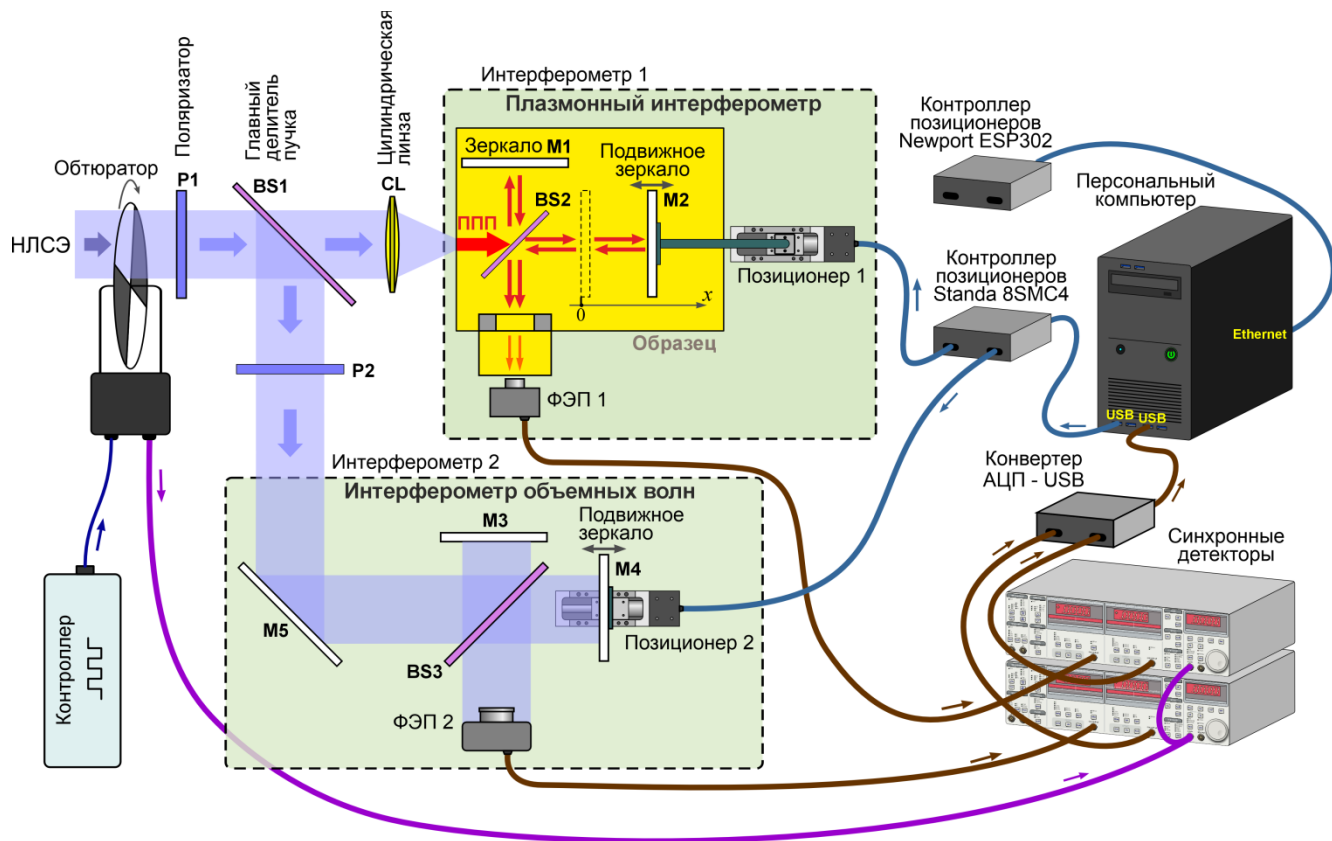 Обтюратор
НЛСЭ
Поляризатор
P1
Главный
делитель
пучка
BS1
Цилиндрическая
линза
CL
Интерферометр 1
Плазмонный интерферометр
Зеркало M1
Подвижное
зеркало
M2
BS2
ППП
x
0
Образец
Позиционер 1
ФЭП 1
P2
Контроллер
позиционеров
Newport ESP302
Персональный
компьютер
Контроллер
позиционеров
Standa 8SMC4
Ethernet
USB USB
Конвертер
АЦП - USB
Синхронные
детекторы
Интерферометр 2
Интерферометр объемных волн
M3
Подвижное
зеркало
M4
M5
BS3
Позиционер 2
ФЭП 2
Контроллер